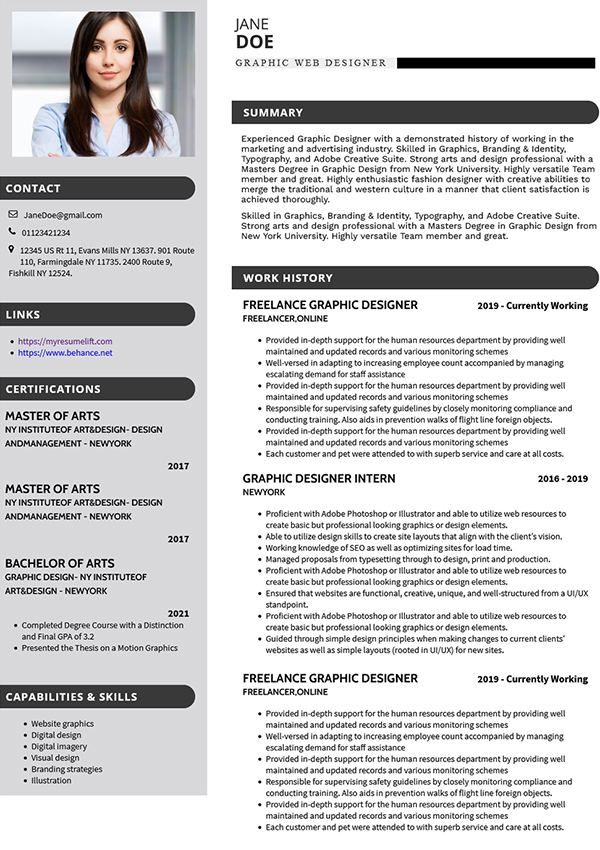 JANE
DOE
GRAPHIC WEB DESIGNER
CONTACT
JaneDoe@gmail.com
01123421234
12345 US Rt 11, Evans Mills NY 13637. 901 Route
110, Farmingdale NY 11735. 2400 Route 9,
Fishkill NY 12524.
LINKS
https://myresumelift.com
https://www.behance.net
CERTIFICATIONS
MASTER OF ARTS
NY INSTITUTEOF ART&DESIGN- DESIGN
ANDMANAGEMENT - NEWYORK
2017
MASTER OF ARTS
NY INSTITUTEOF ART&DESIGN- DESIGN
ANDMANAGEMENT - NEWYORK
2017
BACHELOR OF ARTS
GRAPHIC DESIGN- NY INSTITUTEOF
ART&DESIGN - NEWYORK
2021
• Completed Degree Course with a Distinction
and Final GPA of 3.2
• Presented the Thesis on a Motion Graphics
CAPABILITIES & SKILLS
• Website graphics
• Digital design
• Digital imagery
• Visual design
• Branding strategies
• Illustration
SUMMARY
Experienced Graphic Designer with a demonstrated history of working in the
marketing and advertising industry. Skilled in Graphics, Branding & Identity,
Typography, and Adobe Creative Suite. Strong arts and design professional with a
Masters Degree in Graphic Design from New York University. Highly versatile Team
member and great. Highly enthusiastic fashion designer with creative abilities to
merge the traditional and western culture in a manner that client satisfaction is
achieved thoroughly.
Skilled in Graphics, Branding & Identity, Typography, and Adobe Creative Suite.
Strong arts and design professional with a Masters Degree in Graphic Design from
New York University. Highly versatile Team member and great.
WORK HISTORY
FREELANCE GRAPHIC DESIGNER 2019 - Currently Working
FREELANCER,ONLINE
• Provided in-depth support for the human resources department by providing well
maintained and updated records and various monitoring schemes
• Well-versed in adapting to increasing employee count accompanied by managing
escalating demand for staff assistance
• Provided in-depth support for the human resources department by providing well
maintained and updated records and various monitoring schemes
• Responsible for supervising safety guidelines by closely monitoring compliance and
conducting training. Also aids in prevention walks of flight line foreign objects.
• Provided in-depth support for the human resources department by providing well
maintained and updated records and various monitoring schemes
• Each customer and pet were attended to with superb service and care at all costs.
GRAPHIC DESIGNER INTERN 2016 - 2019
NEWYORK
• Proficient with Adobe Photoshop or Illustrator and able to utilize web resources to
create basic but professional looking graphics or design elements.
• Able to utilize design skills to create site layouts that align with the client's vision.
• Working knowledge of SEO as well as optimizing sites for load time.
• Managed proposals from typesetting through to design, print and production.
• Proficient with Adobe Photoshop or Illustrator and able to utilize web resources to
create basic but professional looking graphics or design elements.
• Ensured that websites are functional, creative, unique, and well-structured from a UI/UX
standpoint.
• Proficient with Adobe Photoshop or Illustrator and able to utilize web resources to
create basic but professional looking graphics or design elements.
• Guided through simple design principles when making changes to current clients'
websites as well as simple layouts (rooted in UI/UX) for new sites.
FREELANCE GRAPHIC DESIGNER 2019 - Currently Working
FREELANCER,ONLINE
• Provided in-depth support for the human resources department by providing well
maintained and updated records and various monitoring schemes
• Well-versed in adapting to increasing employee count accompanied by managing
escalating demand for staff assistance
• Provided in-depth support for the human resources department by providing well
maintained and updated records and various monitoring schemes
• Responsible for supervising safety guidelines by closely monitoring compliance and
conducting training. Also aids in prevention walks of flight line foreign objects.
• Provided in-depth support for the human resources department by providing well
maintained and updated records and various monitoring schemes
• Each customer and pet were attended to with superb service and care at all costs.